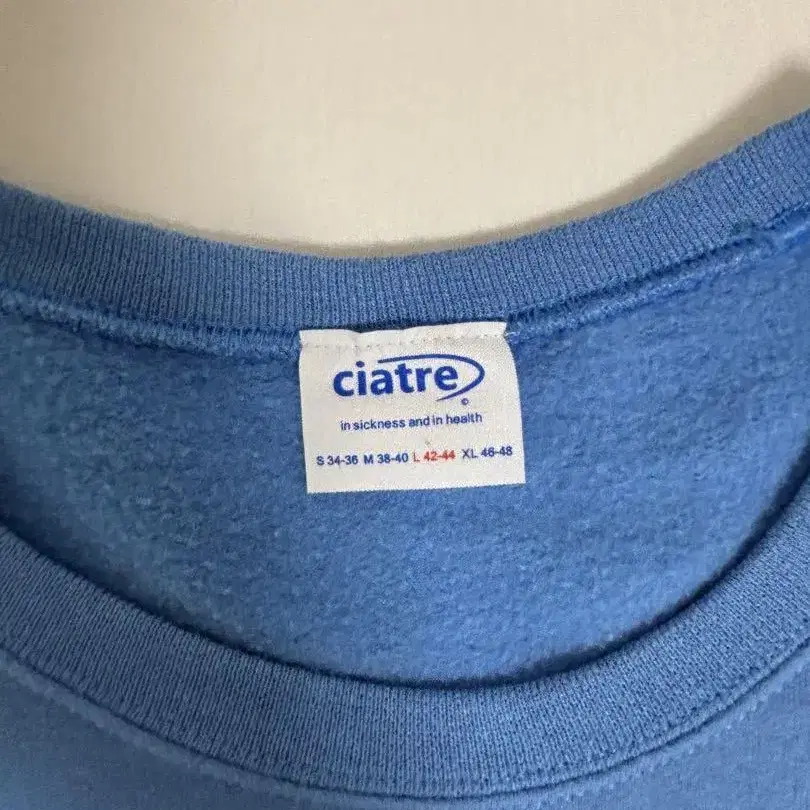 ciatre
©
in sickness and in health
S 34-36 M 38-40 L 42-44 XL 46-48